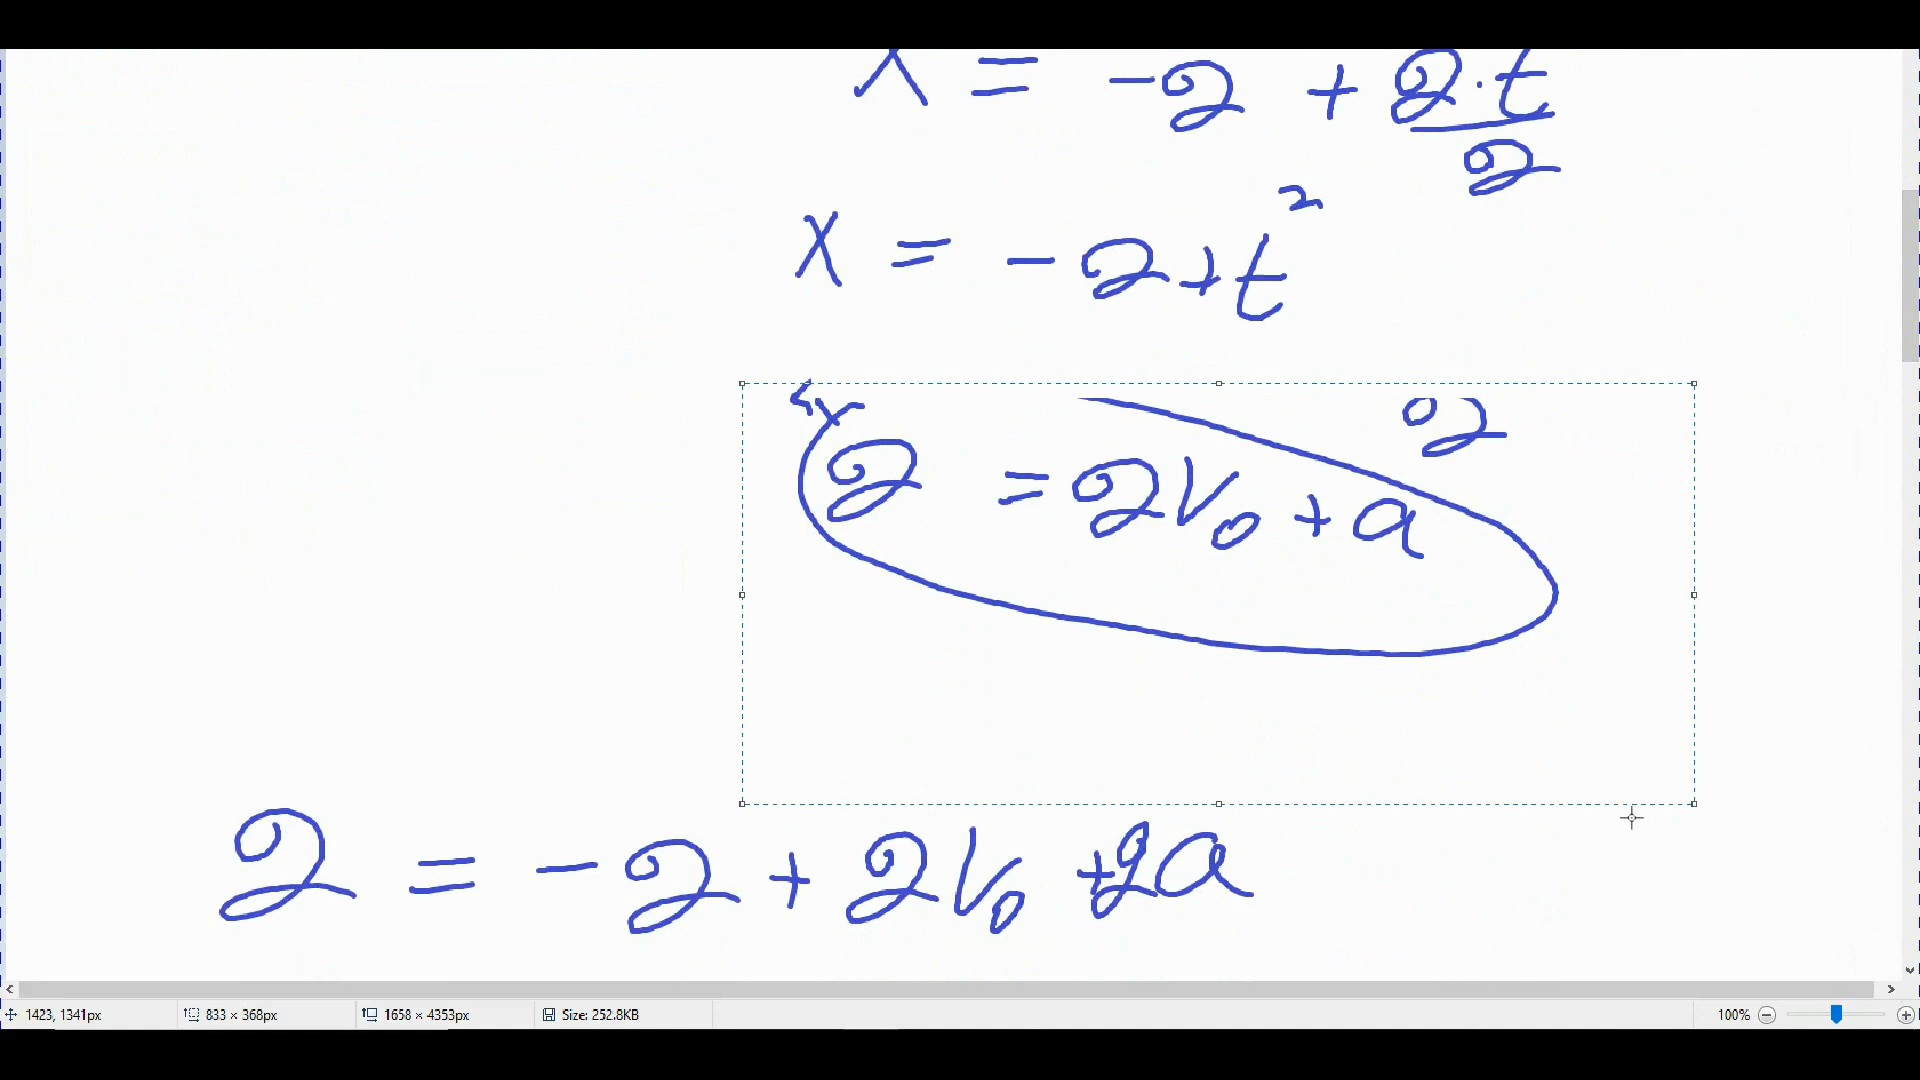 = -2 + 2·t/2
x = -2+t²
2
2 = 2V₀ + a
2 = -2 + 2V₀ +2a
1423, 1341px 833 × 368px 1658 × 4353px Size: 252.8KB 100%